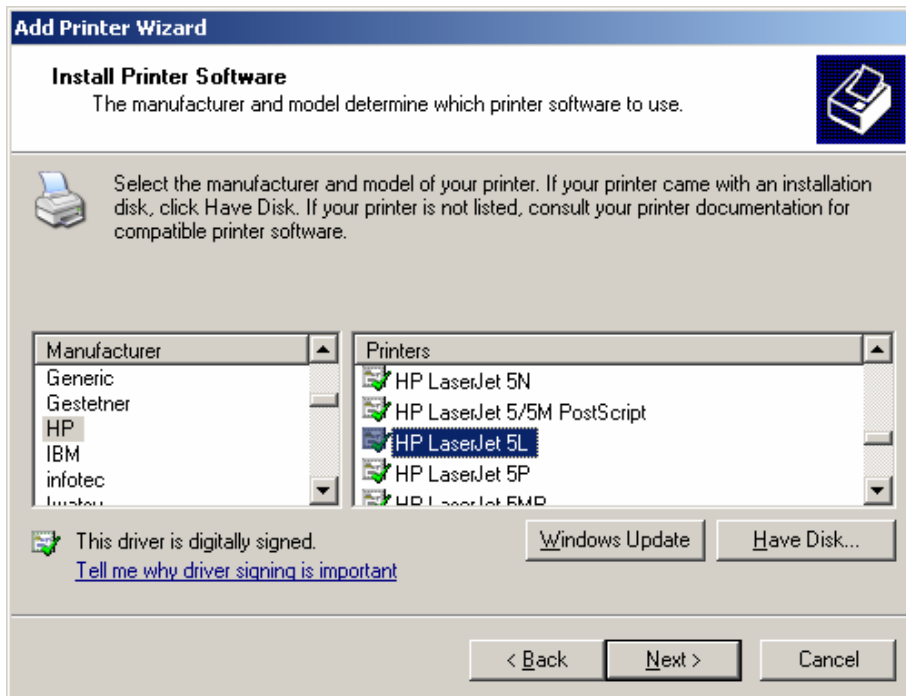 Add Printer Wizard
Install Printer Software
The manufacturer and model determine which printer software to use.
Select the manufacturer and model of your printer. If your printer came with an installation
disk, click Have Disk. If your printer is not listed, consult your printer documentation for
compatible printer software.
Manufacturer
Generic
Gestetner
HP
IBM
infotec
Printers
HP LaserJet 5N
HP LaserJet 5/5M PostScript
HP LaserJet 5L
HP LaserJet 5P
HP LaserJet 5MP
This driver is digitally signed.
Tell me why driver signing is important
Windows Update
Have Disk...
< Back
Next >
Cancel